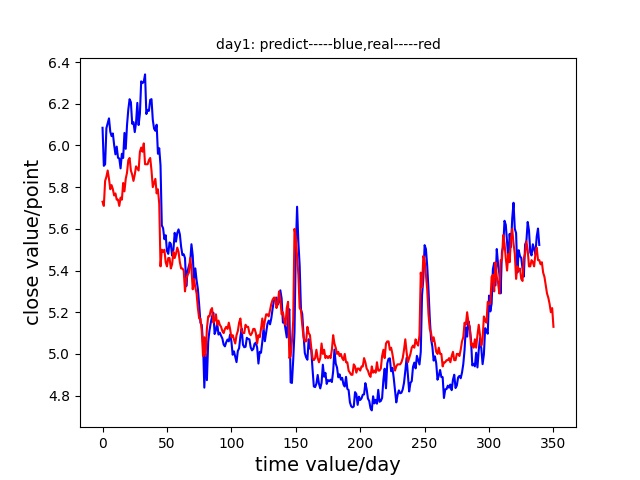 day1: predict-----blue,real-----red
close value/point
6.4
6.2
6.0
5.8
5.6
5.4
5.2
5.0
4.8
0 50 100 150 200 250 300 350
time value/day